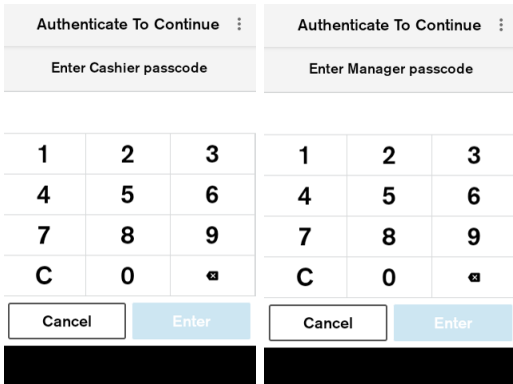 Authenticate To Continue
Enter Cashier passcode
1 2 3
4 5 6
7 8 9
C 0
Cancel Enter
Authenticate To Continue
Enter Manager passcode
1 2 3
4 5 6
7 8 9
C 0
Cancel Enter